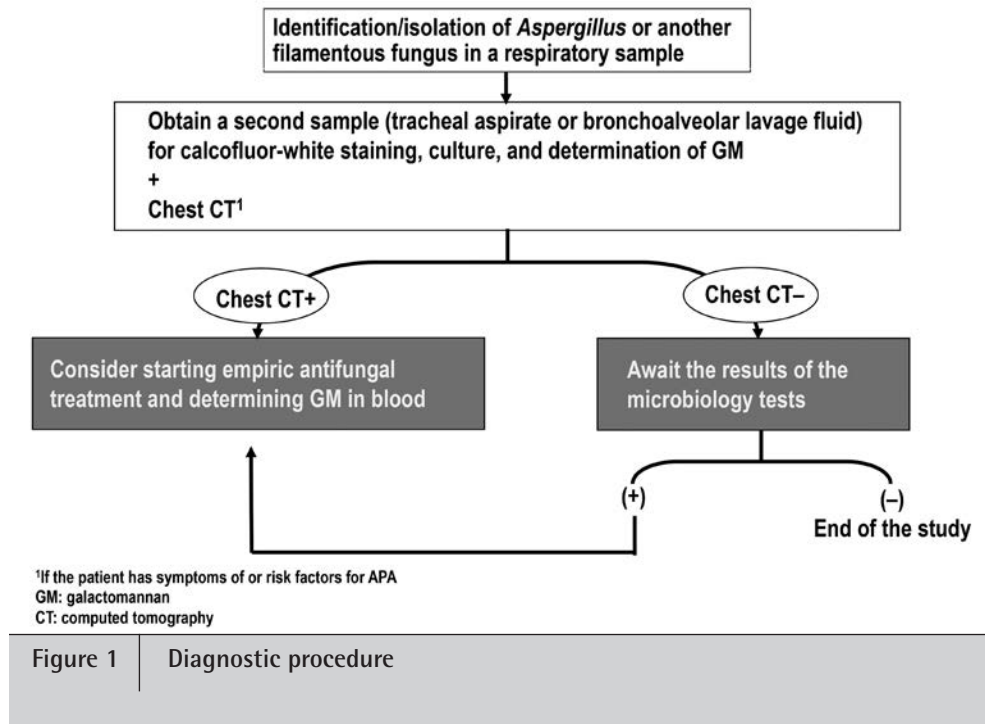 Identification/isolation of Aspergillus or another
filamentous fungus in a respiratory sample
Obtain a second sample (tracheal aspirate or bronchoalveolar lavage fluid)
for calcofluor-white staining, culture, and determination of GM
+
Chest CT¹
Chest CT+
Chest CT–
Consider starting empiric antifungal
treatment and determining GM in blood
Await the results of the
microbiology tests
(+)
(–)
End of the study
¹If the patient has symptoms of or risk factors for APA
GM: galactomannan
CT: computed tomography
Figure 1
Diagnostic procedure